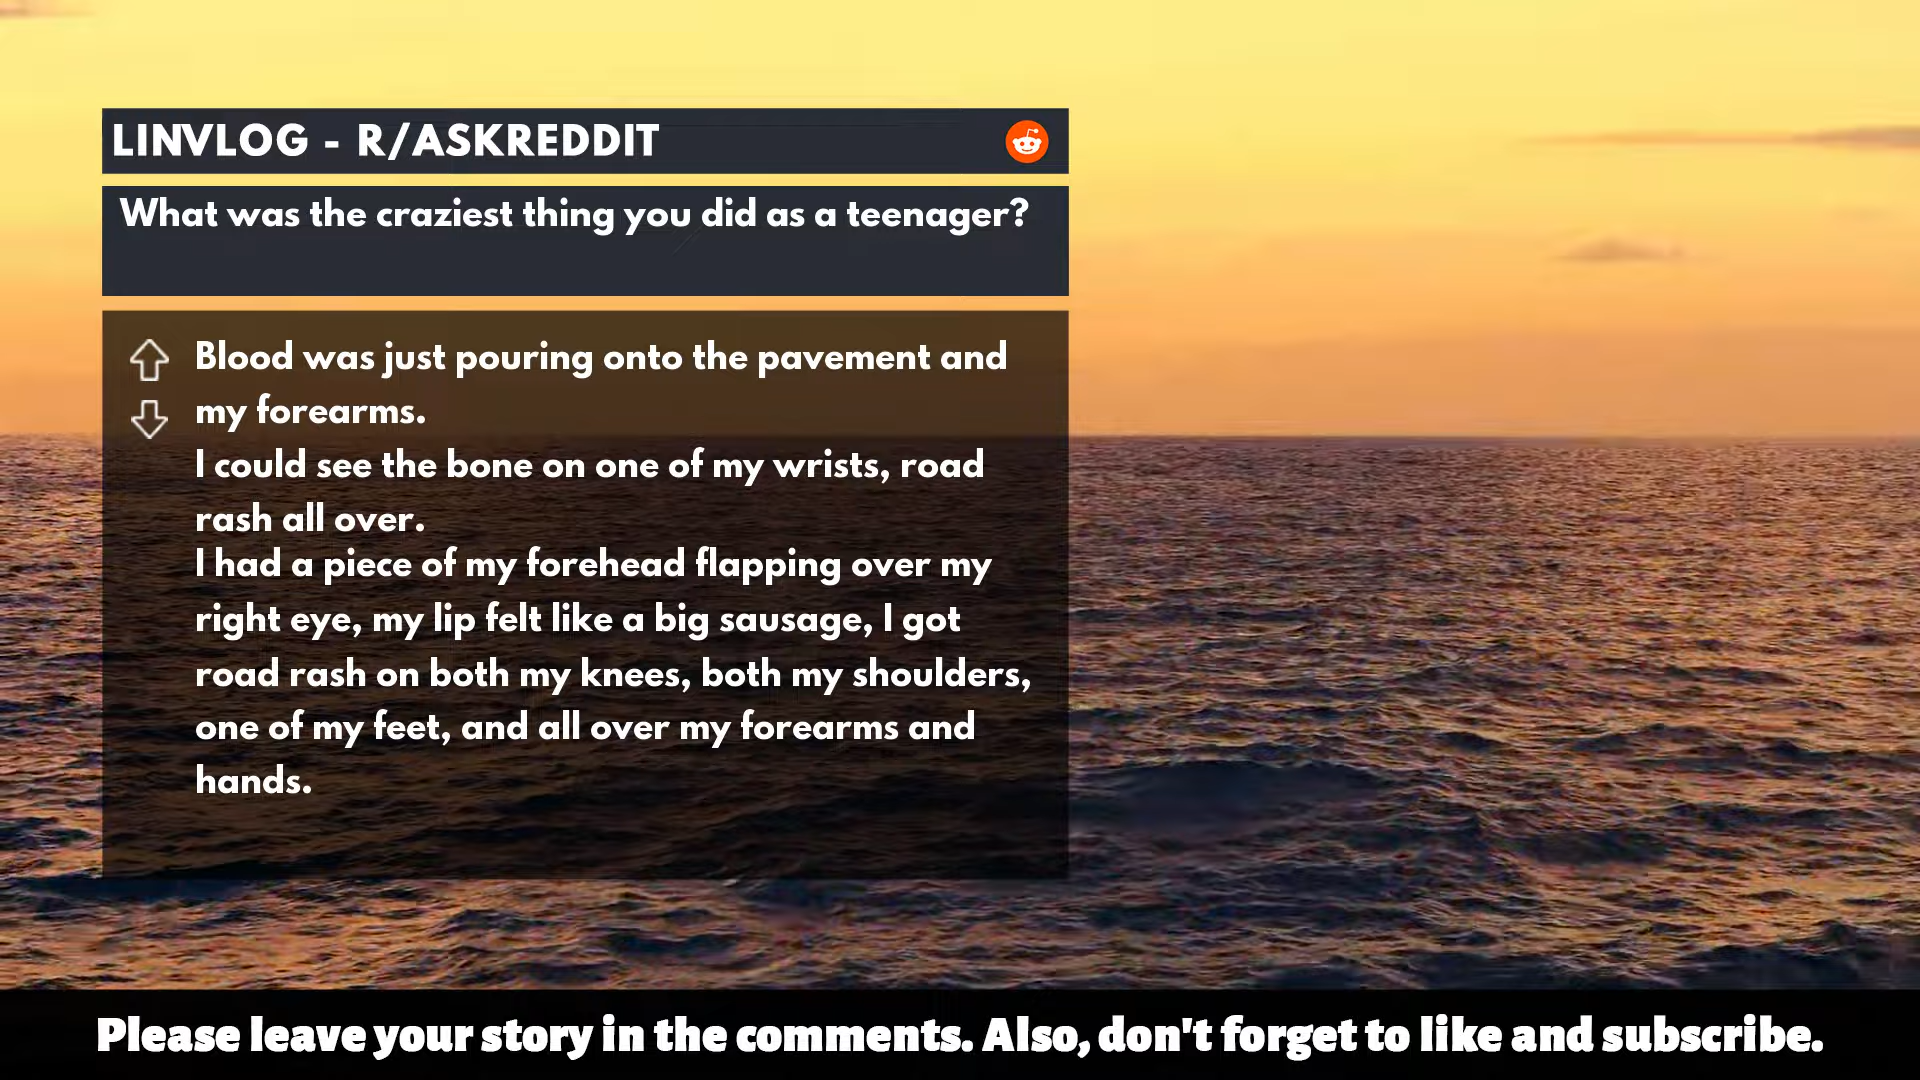 LINVLOG - R/ASKREDDIT
What was the craziest thing you did as a teenager?
Blood was just pouring onto the pavement and
my forearms.
I could see the bone on one of my wrists, road
rash all over.
I had a piece of my forehead flapping over my
right eye, my lip felt like a big sausage, I got
road rash on both my knees, both my shoulders,
one of my feet, and all over my forearms and
hands.
Please leave your story in the comments. Also, don't forget to like and subscribe.